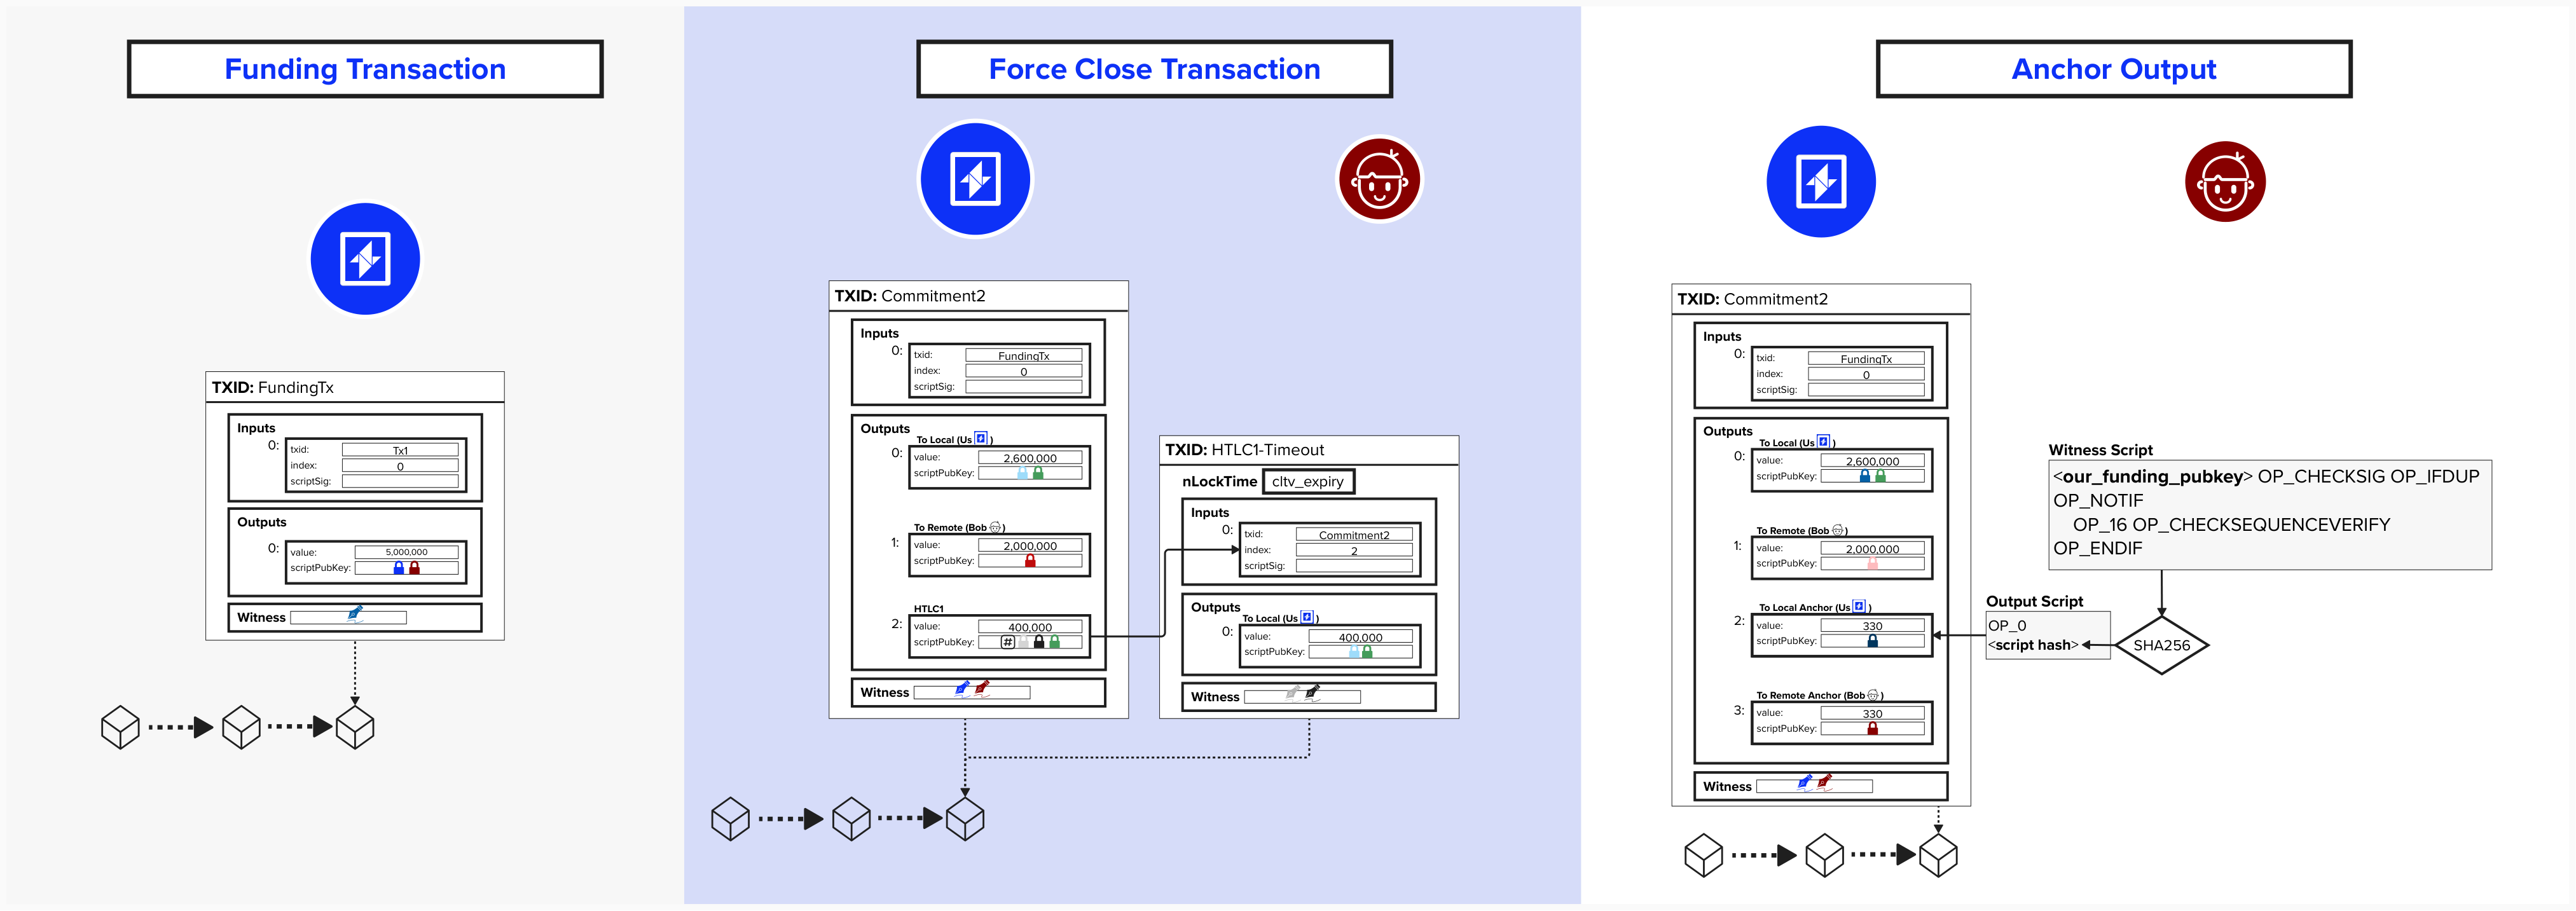 Funding Transaction
TXID: FundingTx
Inputs
0:
txid: Tx1
index: 0
scriptSig:
Outputs
0:
value: 5,000,000
scriptPubKey:
Witness
Force Close Transaction
TXID: Commitment2
Inputs
0:
txid: FundingTx
index: 0
scriptSig:
Outputs
To Local (Us )
0:
value: 2,600,000
scriptPubKey:
To Remote (Bob )
1:
value: 2,000,000
scriptPubKey:
HTLC1
2:
value: 400,000
scriptPubKey: #
Witness
TXID: HTLC1-Timeout
nLockTime cltv_expiry
Inputs
0:
txid: Commitment2
index: 2
scriptSig:
Outputs
To Local (Us )
0:
value: 400,000
scriptPubKey:
Witness
Anchor Output
TXID: Commitment2
Inputs
0:
txid: FundingTx
index: 0
scriptSig:
Outputs
To Local (Us )
0:
value: 2,600,000
scriptPubKey:
To Remote (Bob )
1:
value: 2,000,000
scriptPubKey:
To Local Anchor (Us )
2:
value: 330
scriptPubKey:
To Remote Anchor (Bob )
3:
value: 330
scriptPubKey:
Witness
Witness Script
<our_funding_pubkey> OP_CHECKSIG OP_IFDUP
OP_NOTIF
OP_16 OP_CHECKSEQUENCEVERIFY
OP_ENDIF
Output Script
OP_0
<script hash>
SHA256